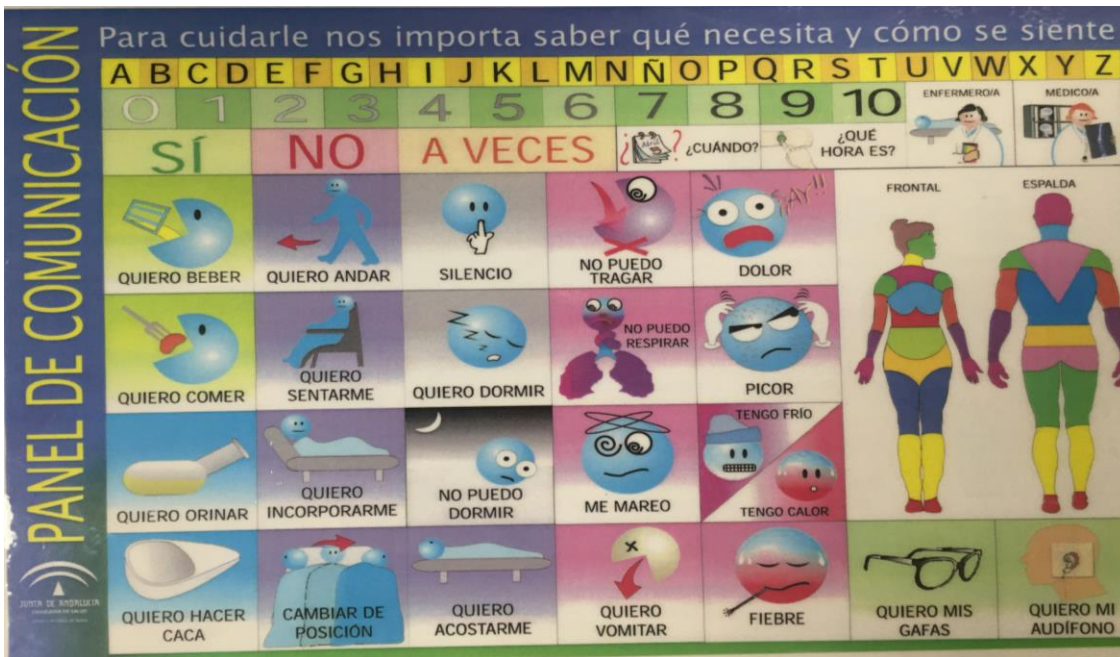 PANEL DE COMUNICACIÓN
Para cuidarle nos importa saber qué necesita y cómo se siente
A B C D E F G H I J K L M N Ñ O P Q R S T U V W X Y Z
0 1 2 3 4 5 6 7 8 9 10
ENFERMERO/A
MÉDICO/A
SÍ
NO
A VECES
¿ Abril ?
¿CUÁNDO?
¿QUÉ
HORA ES?
QUIERO BEBER
QUIERO ANDAR
SILENCIO
NO PUEDO
TRAGAR
¡Ay!!
DOLOR
FRONTAL
ESPALDA
QUIERO COMER
QUIERO
SENTARME
QUIERO DORMIR
NO PUEDO
RESPIRAR
PICOR
QUIERO ORINAR
QUIERO
INCORPORARME
NO PUEDO
DORMIR
ME MAREO
TENGO FRÍO
TENGO CALOR
QUIERO HACER
CACA
CAMBIAR DE
POSICIÓN
QUIERO
ACOSTARME
QUIERO
VOMITAR
FIEBRE
QUIERO MIS
GAFAS
QUIERO MI
AUDÍFONO
JUNTA DE ANDALUCIA
CONSEJERÍA DE SALUD